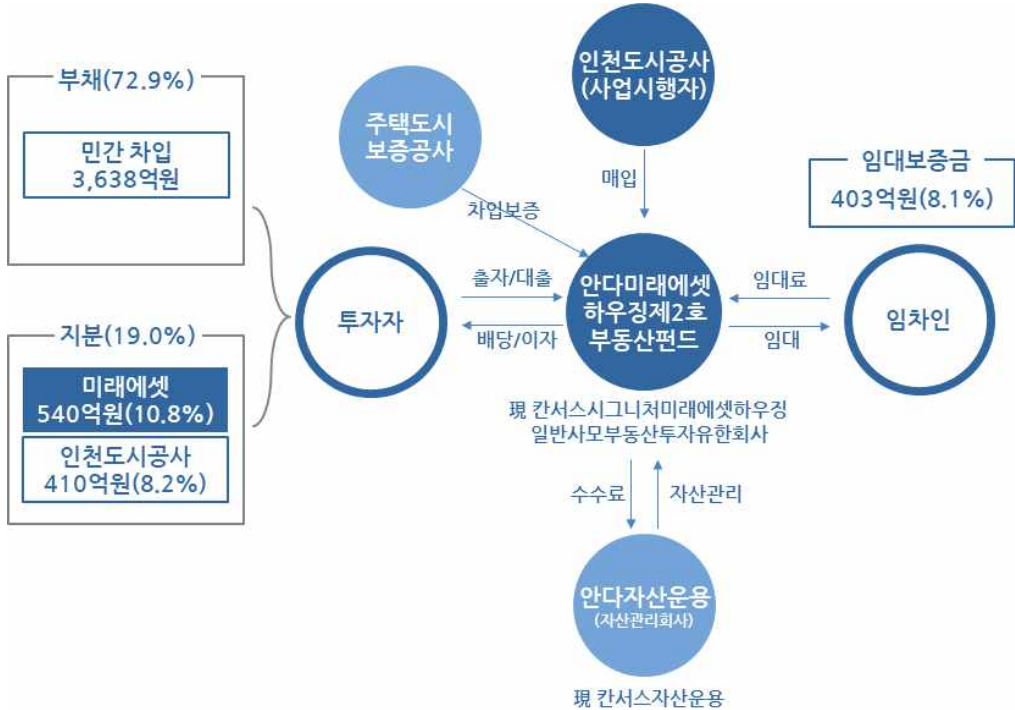 부채(72.9%)
민간 차입
3,638억원
지분(19.0%)
미래에셋
540억원(10.8%)
인천도시공사
410억원(8.2%)
투자자
주택도시
보증공사
차입보증
인천도시공사
(사업시행자)
매입
출자/대출
배당/이자
안다미래에셋
하우징제2호
부동산펀드
現 칸서스시그니처미래에셋하우징
일반사모부동산투자유한회사
임대료
임대
임대보증금
403억원(8.1%)
임차인
수수료
자산관리
안다자산운용
(자산관리회사)
現 칸서스자산운용